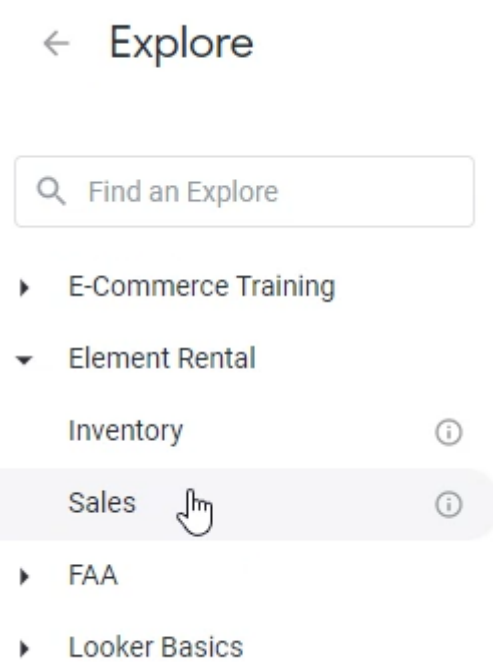 Explore
Find an Explore
E-Commerce Training
Element Rental
Inventory
Sales
FAA
Looker Basics